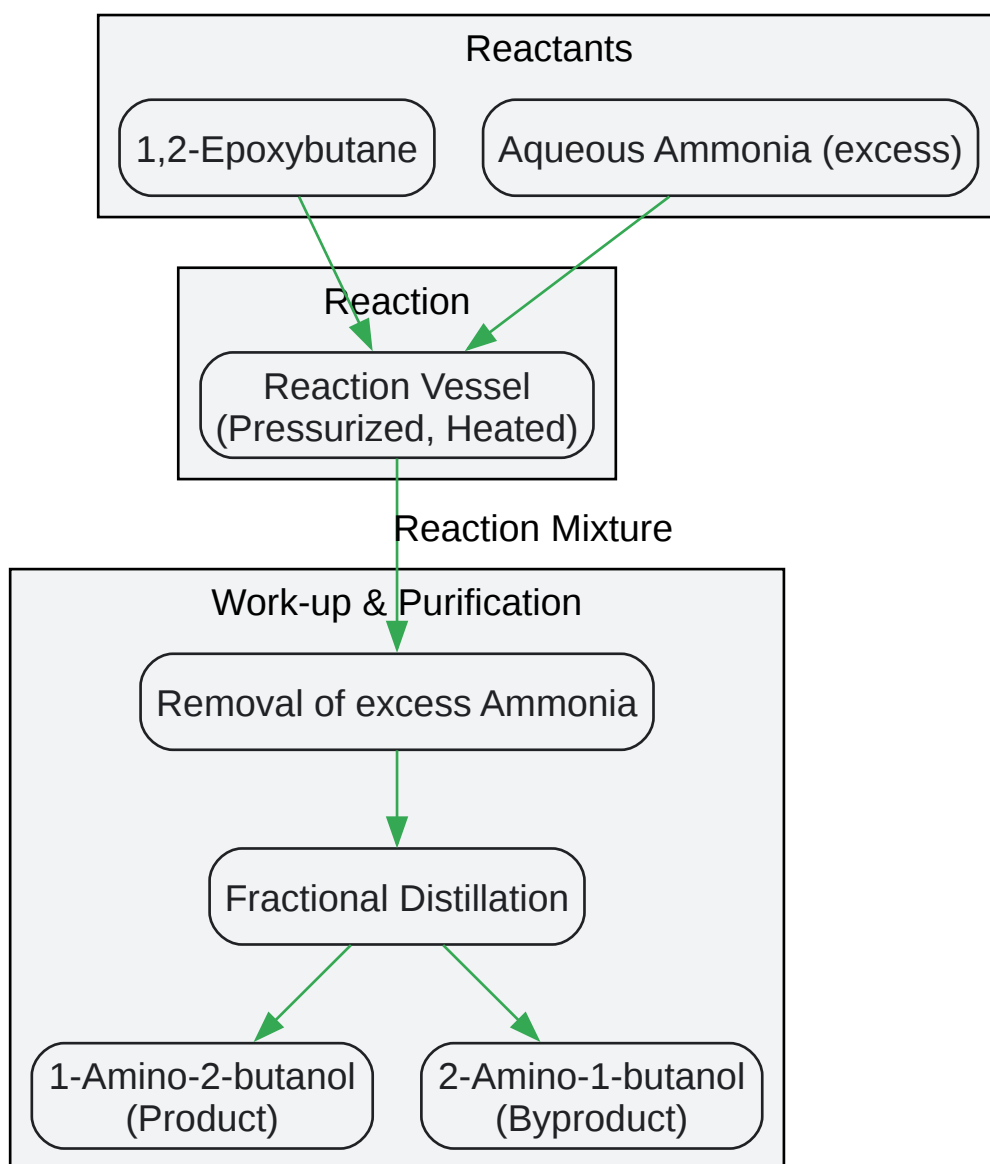 Reactants
1,2-Epoxybutane
Aqueous Ammonia (excess)
Reaction
Reaction Vessel
(Pressurized, Heated)
Reaction Mixture
Work-up & Purification
Removal of excess Ammonia
Fractional Distillation
1-Amino-2-butanol
(Product)
2-Amino-1-butanol
(Byproduct)